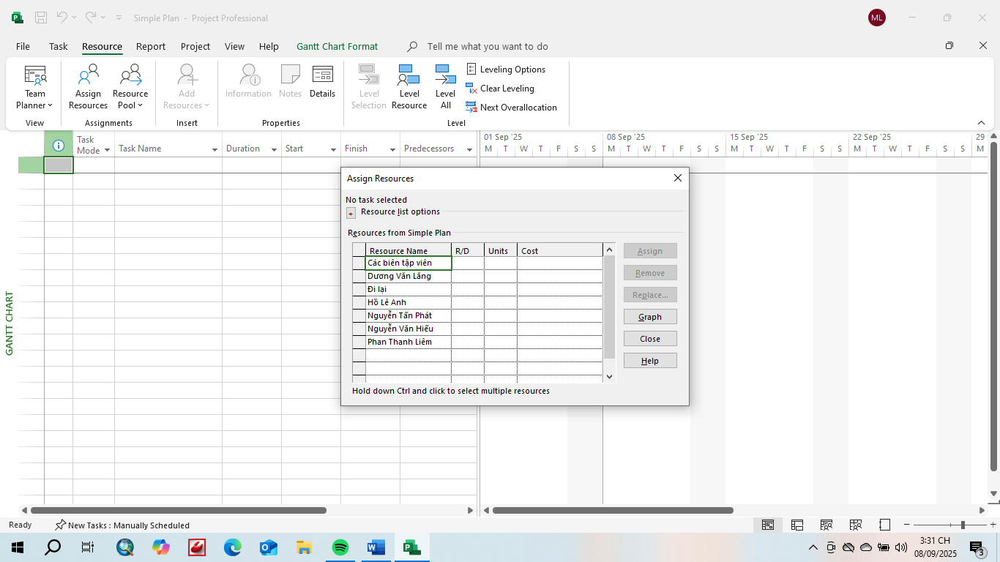 Simple Plan - Project Professional
ML
File Task Resource Report Project View Help Gantt Chart Format Tell me what you want to do
Team Planner
Assign Resources
Resource Pool
Add Resources
Information
Notes
Details
Level Selection
Level Resource
Level All
Leveling Options
Clear Leveling
Next Overallocation
View Assignments Insert Properties Level
Task Mode Task Name Duration Start Finish Predecessors
01 Sep '25 08 Sep '25 15 Sep '25 22 Sep '25 29
M T W T F S S M T W T F S S M T W T F S S M T W T F S S M
GANTT CHART
Assign Resources
No task selected
+ Resource list options
Resources from Simple Plan
Resource Name R/D Units Cost
Các biên tập viên
Dương Văn Lăng
Đi lại
Hồ Lê Anh
Nguyễn Tấn Phát
Nguyễn Văn Hiếu
Phan Thanh Liêm
Assign
Remove
Replace...
Graph
Close
Help
Hold down Ctrl and click to select multiple resources
Ready New Tasks : Manually Scheduled
3:31 CH
08/09/2025
3